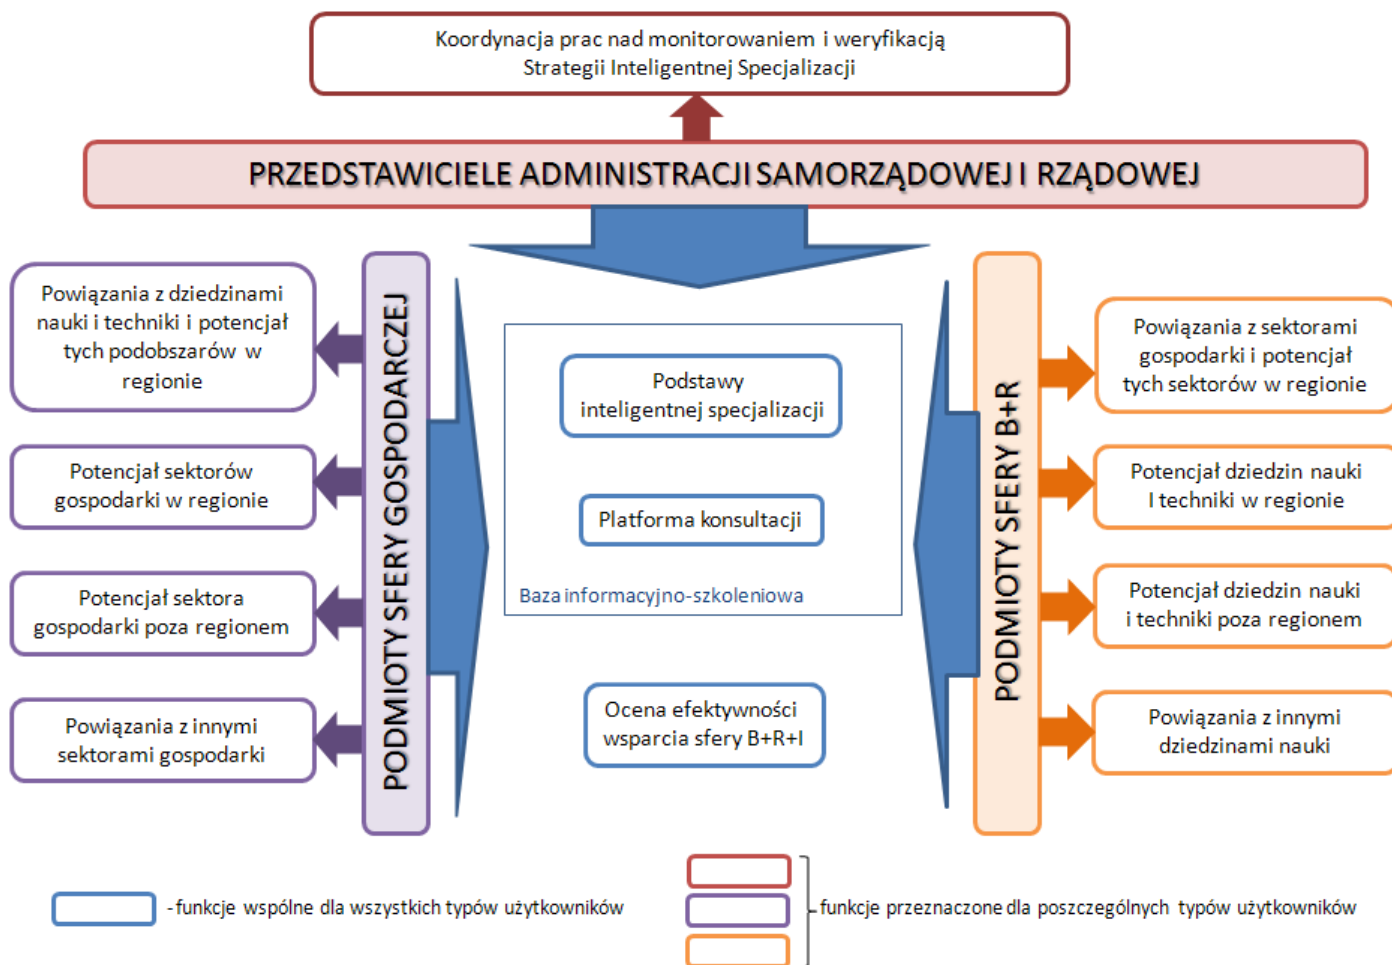 Koordynacja prac nad monitorowaniem i weryfikacją
Strategii Inteligentnej Specjalizacji
PRZEDSTAWICIELE ADMINISTRACJI SAMORZĄDOWEJ I RZĄDOWEJ
PODMIOTY SFERY GOSPODARCZEJ
Powiązania z dziedzinami
nauki i techniki i potencjał
tych podobszarów w
regionie
Potencjał sektorów
gospodarki w regionie
Potencjał sektora
gospodarki poza regionem
Powiązania z innymi
sektorami gospodarki
Podstawy
inteligentnej specjalizacji
Platforma konsultacji
Baza informacyjno-szkoleniowa
Ocena efektywności
wsparcia sfery B+R+I
PODMIOTY SFERY B+R
Powiązania z sektorami
gospodarki i potencjał
tych sektorów w regionie
Potencjał dziedzin nauki
I techniki w regionie
Potencjał dziedzin nauki
i techniki poza regionem
Powiązania z innymi
dziedzinami nauki
-funkcje wspólne dla wszystkich typów użytkowników
funkcje przeznaczone dla poszczególnych typów użytkowników